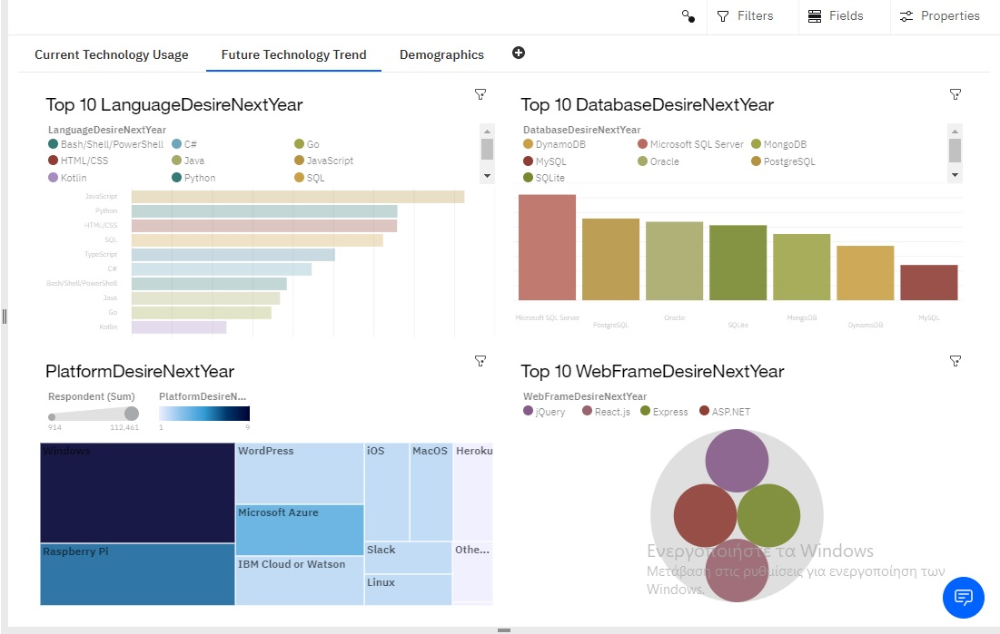 Filters
Fields
Properties
Current Technology Usage
Future Technology Trend
Demographics
Top 10 LanguageDesireNextYear
LanguageDesireNextYear
Bash/Shell/PowerShell C# Go
HTML/CSS Java JavaScript
Kotlin Python SQL
JavaScript
Python
HTML/CSS
SQL
TypeScript
C#
Bash/Shell/PowerShell
Java
Go
Kotlin
Top 10 DatabaseDesireNextYear
DatabaseDesireNextYear
DynamoDB Microsoft SQL Server MongoDB
MySQL Oracle PostgreSQL
SQLite
Microsoft SQL Server
PostgreSQL
Oracle
SQLite
MongoDB
DynamoDB
MySQL
PlatformDesireNextYear
Respondent (Sum)
914 112,461
PlatformDesireN...
1 9
Windows
Raspberry Pi
WordPress
Microsoft Azure
IBM Cloud or Watson
iOS
MacOS
Heroku
Slack
Linux
Othe...
Top 10 WebFrameDesireNextYear
WebFrameDesireNextYear
jQuery React.js Express ASP.NET
Ενεργοποιήστε τα Windows
Μετάβαση στις ρυθμίσεις για ενεργοποίηση των
Windows.